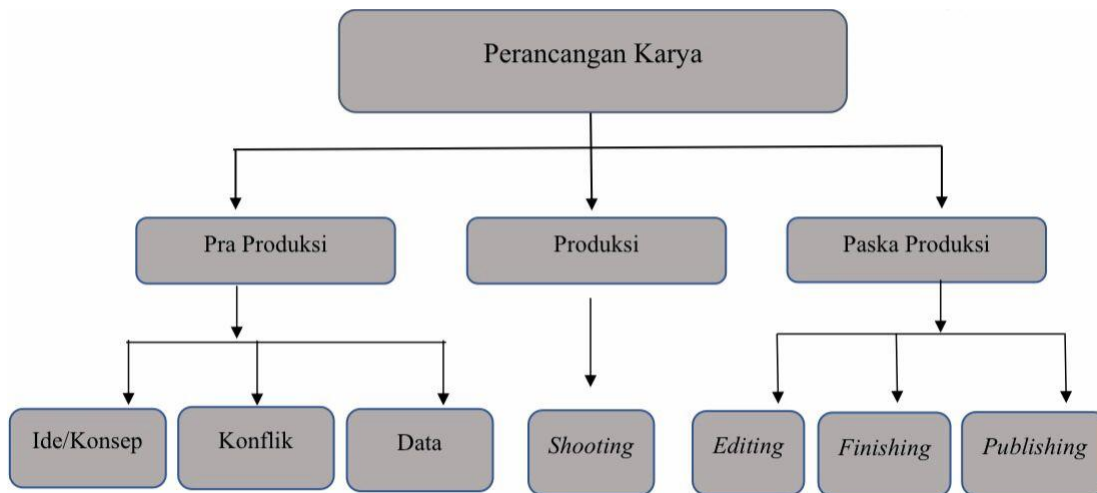 Perancangan Karya
Pra Produksi
Produksi
Paska Produksi
Ide/Konsep
Konflik
Data
Shooting
Editing
Finishing
Publishing